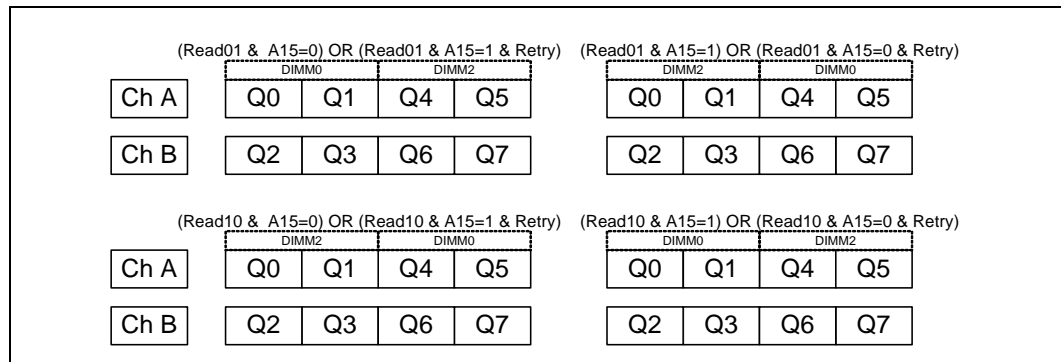 (Read01 & A15=0) OR (Read01 & A15=1 & Retry) (Read01 & A15=1) OR (Read01 & A15=0 & Retry)
DIMM0 DIMM2 DIMM2 DIMM0
Ch A Q0 Q1 Q4 Q5 Q0 Q1 Q4 Q5
Ch B Q2 Q3 Q6 Q7 Q2 Q3 Q6 Q7
(Read10 & A15=0) OR (Read10 & A15=1 & Retry) (Read10 & A15=1) OR (Read10 & A15=0 & Retry)
DIMM2 DIMM0 DIMM0 DIMM2
Ch A Q0 Q1 Q4 Q5 Q0 Q1 Q4 Q5
Ch B Q2 Q3 Q6 Q7 Q2 Q3 Q6 Q7